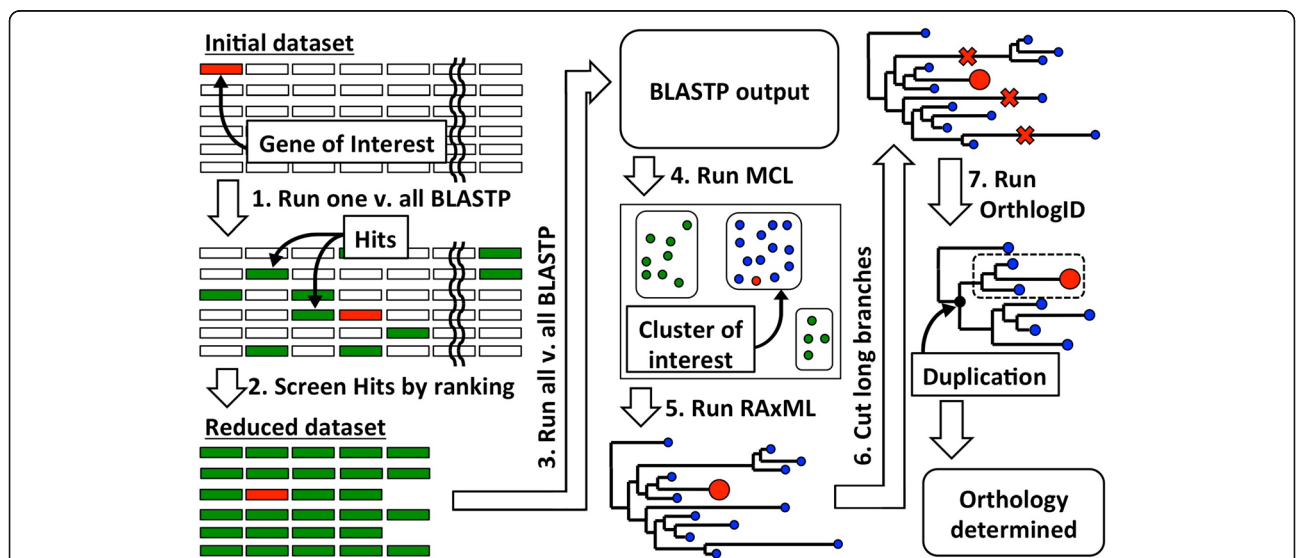 Initial dataset
Gene of Interest
1. Run one v. all BLASTP
Hits
2. Screen Hits by ranking
Reduced dataset
3. Run all v. all BLASTP
BLASTP output
4. Run MCL
Cluster of
interest
5. Run RAxML
6. Cut long branches
7. Run
OrthlogID
Duplication
Orthology
determined